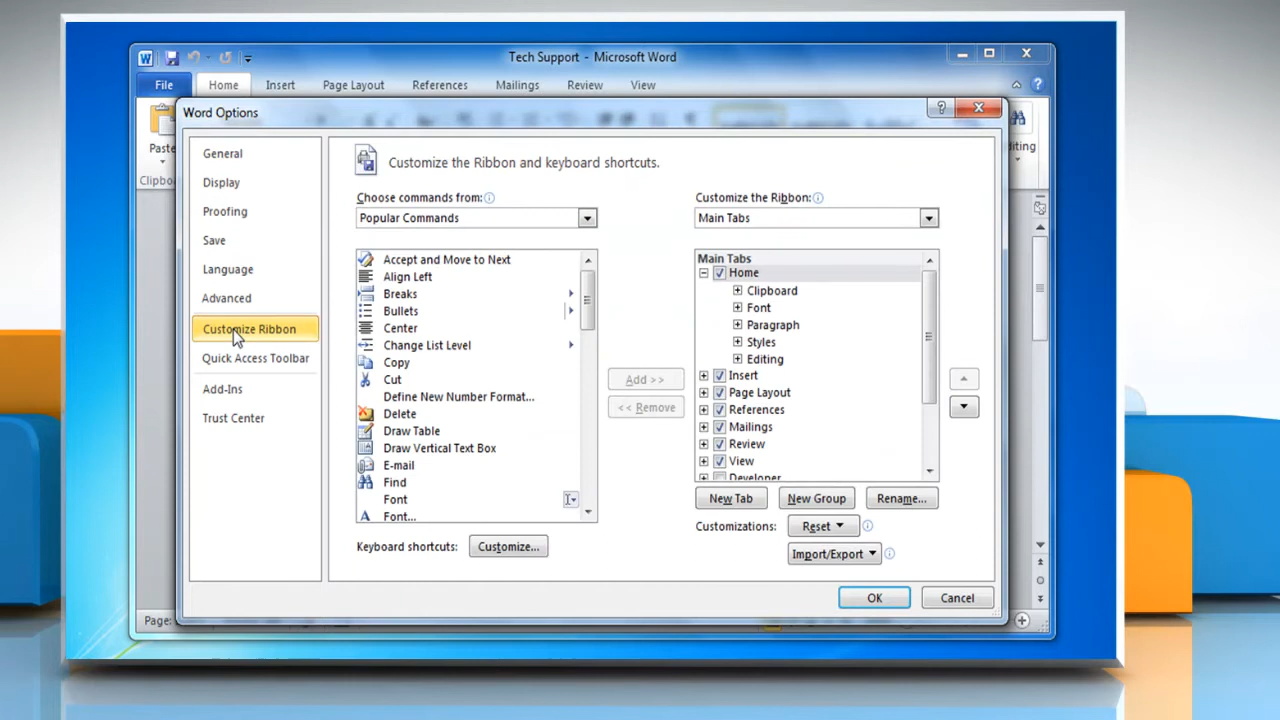 Tech Support - Microsoft Word
File Home Insert Page Layout References Mailings Review View
Paste
Word Options
General
Display
Proofing
Save
Language
Advanced
Customize Ribbon
Quick Access Toolbar
Add-Ins
Trust Center
Customize the Ribbon and keyboard shortcuts.
Choose commands from:
Popular Commands
Accept and Move to Next
Align Left
Breaks
Bullets
Center
Change List Level
Copy
Cut
Define New Number Format...
Delete
Draw Table
Draw Vertical Text Box
E-mail
Find
Font
Font...
Keyboard shortcuts: Customize...
Add >>
<< Remove
Customize the Ribbon:
Main Tabs
Main Tabs
Home
Clipboard
Font
Paragraph
Styles
Editing
Insert
Page Layout
References
Mailings
Review
View
Developer
New Tab New Group Rename...
Customizations: Reset
Import/Export
OK Cancel
Page: